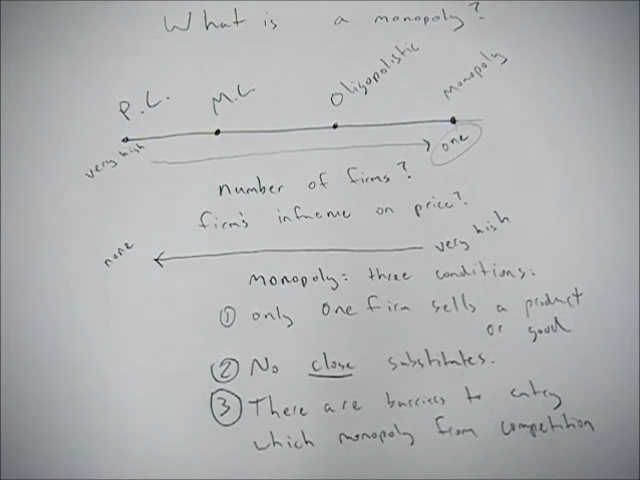 What is a monopoly?
P.C. M.C Oligopolistic Monopoly
very high one
number of firms?
firm's influence on price?
none very high
monopoly: three conditions:
① only one firm sells a product
or good
② No close substitutes.
③ There are barriers to entry
which monopoly from competition